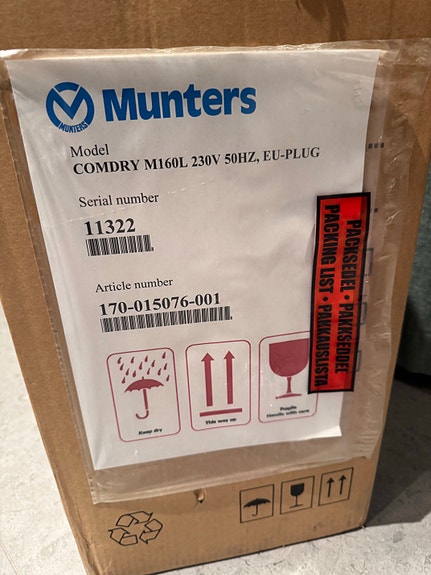 MUNTERS
Munters
Model
COMDRY M160L 230V 50HZ, EU-PLUG
Serial number
11322
Article number
170-015076-001
Keep dry
This way up
Fragile
Handle with care
PACKSEDEL • PAKKSEDDEL
PACKING LIST • PAKKAUSLISTA